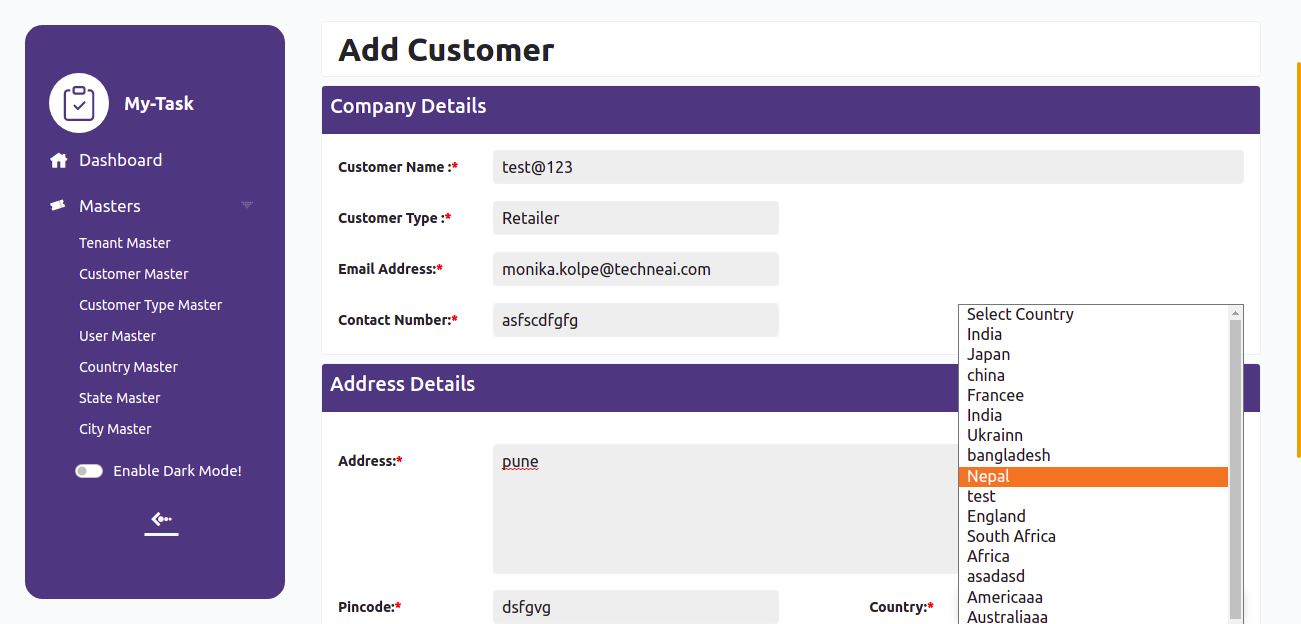 My-Task
Dashboard
Masters
Tenant Master
Customer Master
Customer Type Master
User Master
Country Master
State Master
City Master
Enable Dark Mode!
Add Customer
Company Details
Customer Name :* test@123
Customer Type :* Retailer
Email Address:* monika.kolpe@techneai.com
Contact Number:* asfscdfgfg
Address Details
Address:* pune
Pincode:* dsfgvg
Country:*
Select Country
India
Japan
china
Francee
India
Ukrainn
bangladesh
Nepal
test
England
South Africa
Africa
asadasd
Americaaa
Australiaaa